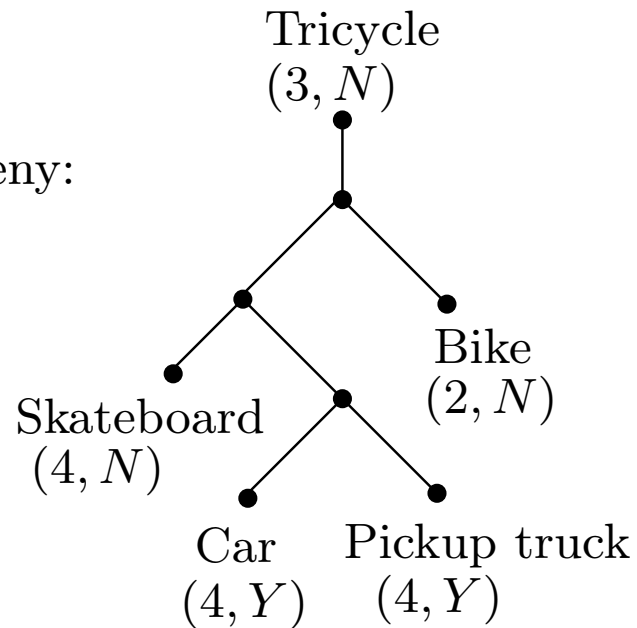 Tricycle
(3, N)
eny:
Bike
(2, N)
Skateboard
(4, N)
Car
(4, Y)
Pickup truck
(4, Y)